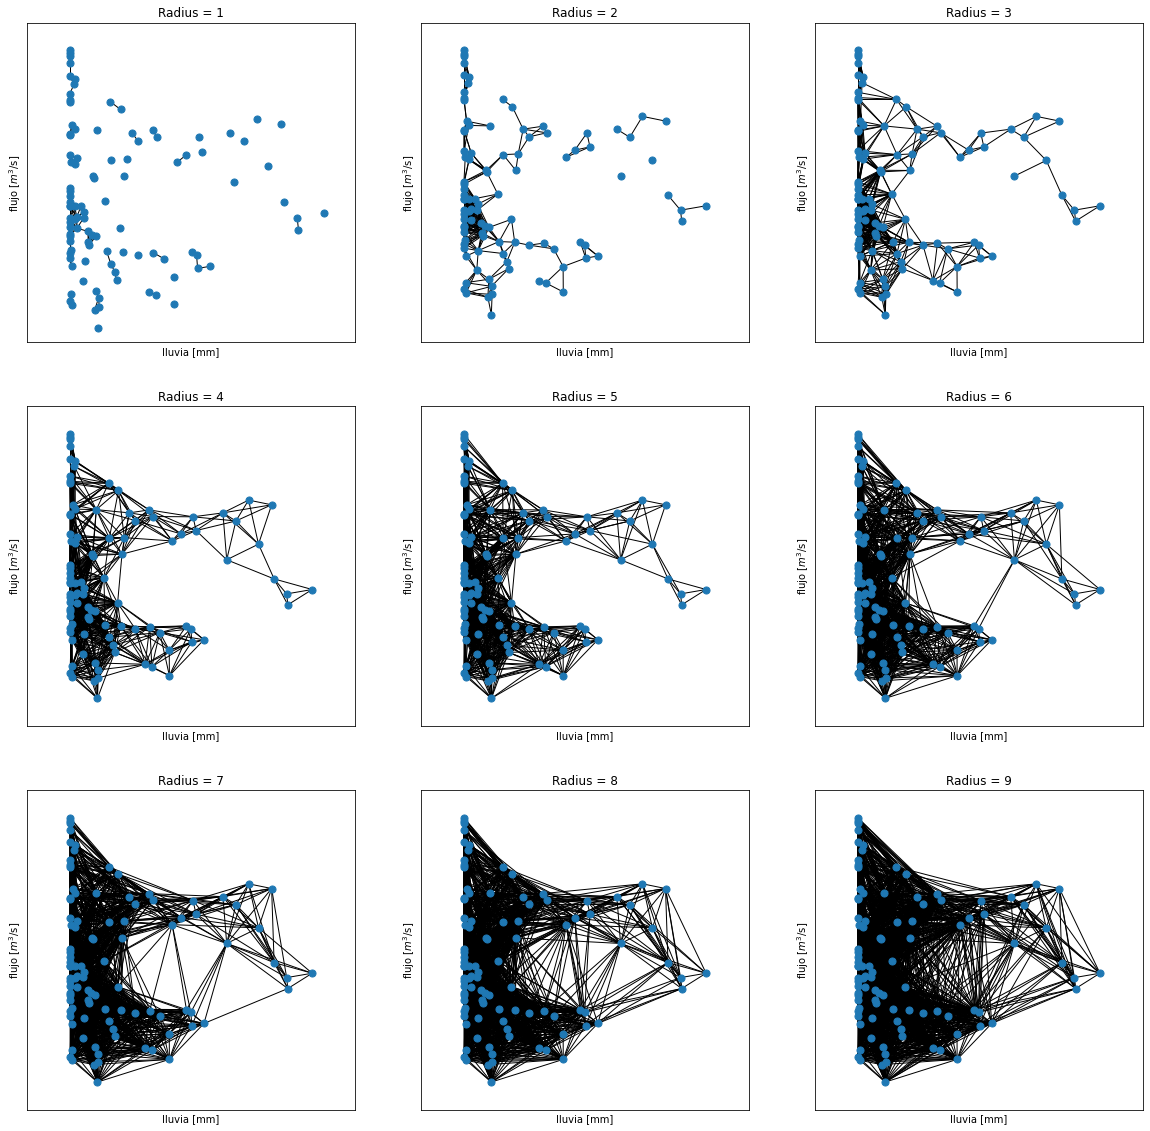 Radius = 1
flujo [m³/s]
lluvia [mm]
Radius = 2
flujo [m³/s]
lluvia [mm]
Radius = 3
flujo [m³/s]
lluvia [mm]
Radius = 4
flujo [m³/s]
lluvia [mm]
Radius = 5
flujo [m³/s]
lluvia [mm]
Radius = 6
flujo [m³/s]
lluvia [mm]
Radius = 7
flujo [m³/s]
lluvia [mm]
Radius = 8
flujo [m³/s]
lluvia [mm]
Radius = 9
flujo [m³/s]
lluvia [mm]